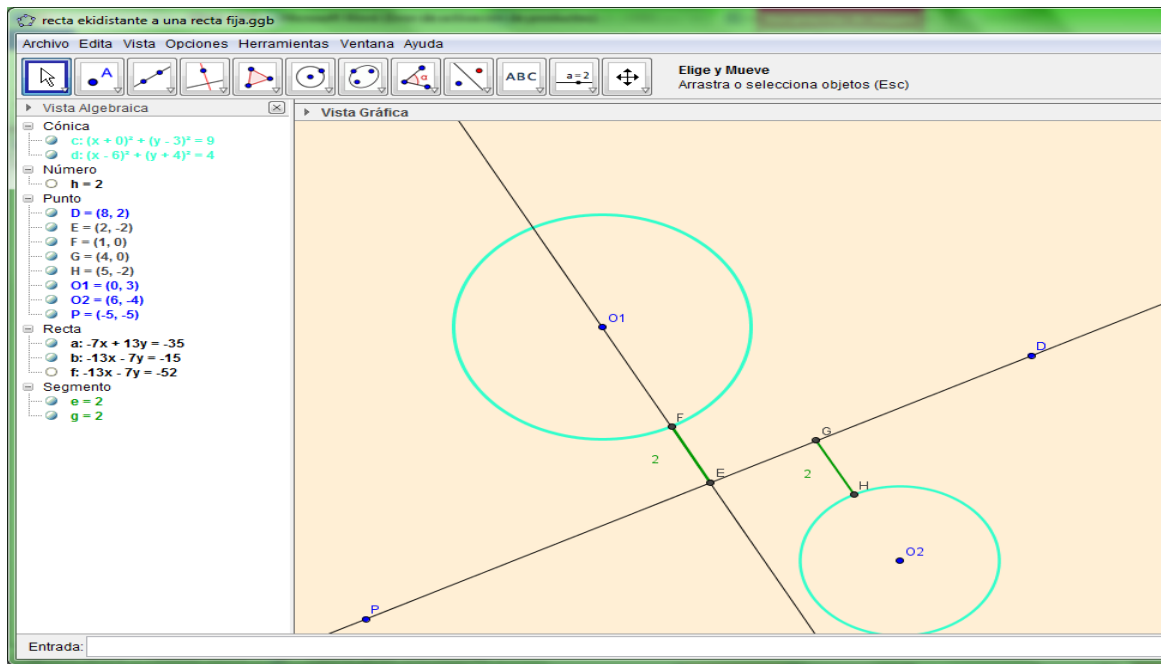 recta ekidistante a una recta fija.ggb
Archivo Edita Vista Opciones Herramientas Ventana Ayuda
A
α
ABC
a=2
Elige y Mueve
Arrastra o selecciona objetos (Esc)
Vista Algebraica
Cónica
c: (x + 0)² + (y - 3)² = 9
d: (x - 6)² + (y + 4)² = 4
Número
h = 2
Punto
D = (8, 2)
E = (2, -2)
F = (1, 0)
G = (4, 0)
H = (5, -2)
O1 = (0, 3)
O2 = (6, -4)
P = (-5, -5)
Recta
a: -7x + 13y = -35
b: -13x - 7y = -15
f: -13x - 7y = -52
Segmento
e = 2
g = 2
Vista Gráfica
O1
D
F
G
2
E
2
H
O2
P
Entrada: